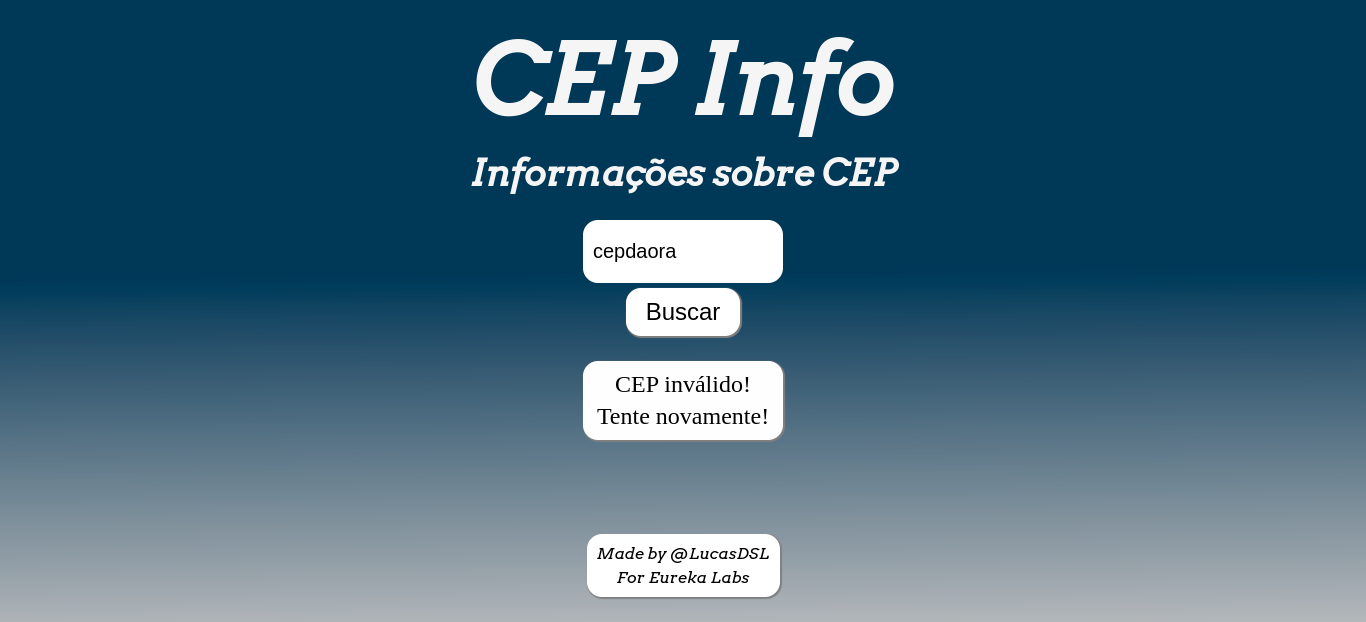 CEP Info
Informações sobre CEP
cepdaora
Buscar
CEP inválido!
Tente novamente!
Made by @LucasDSL
For Eureka Labs